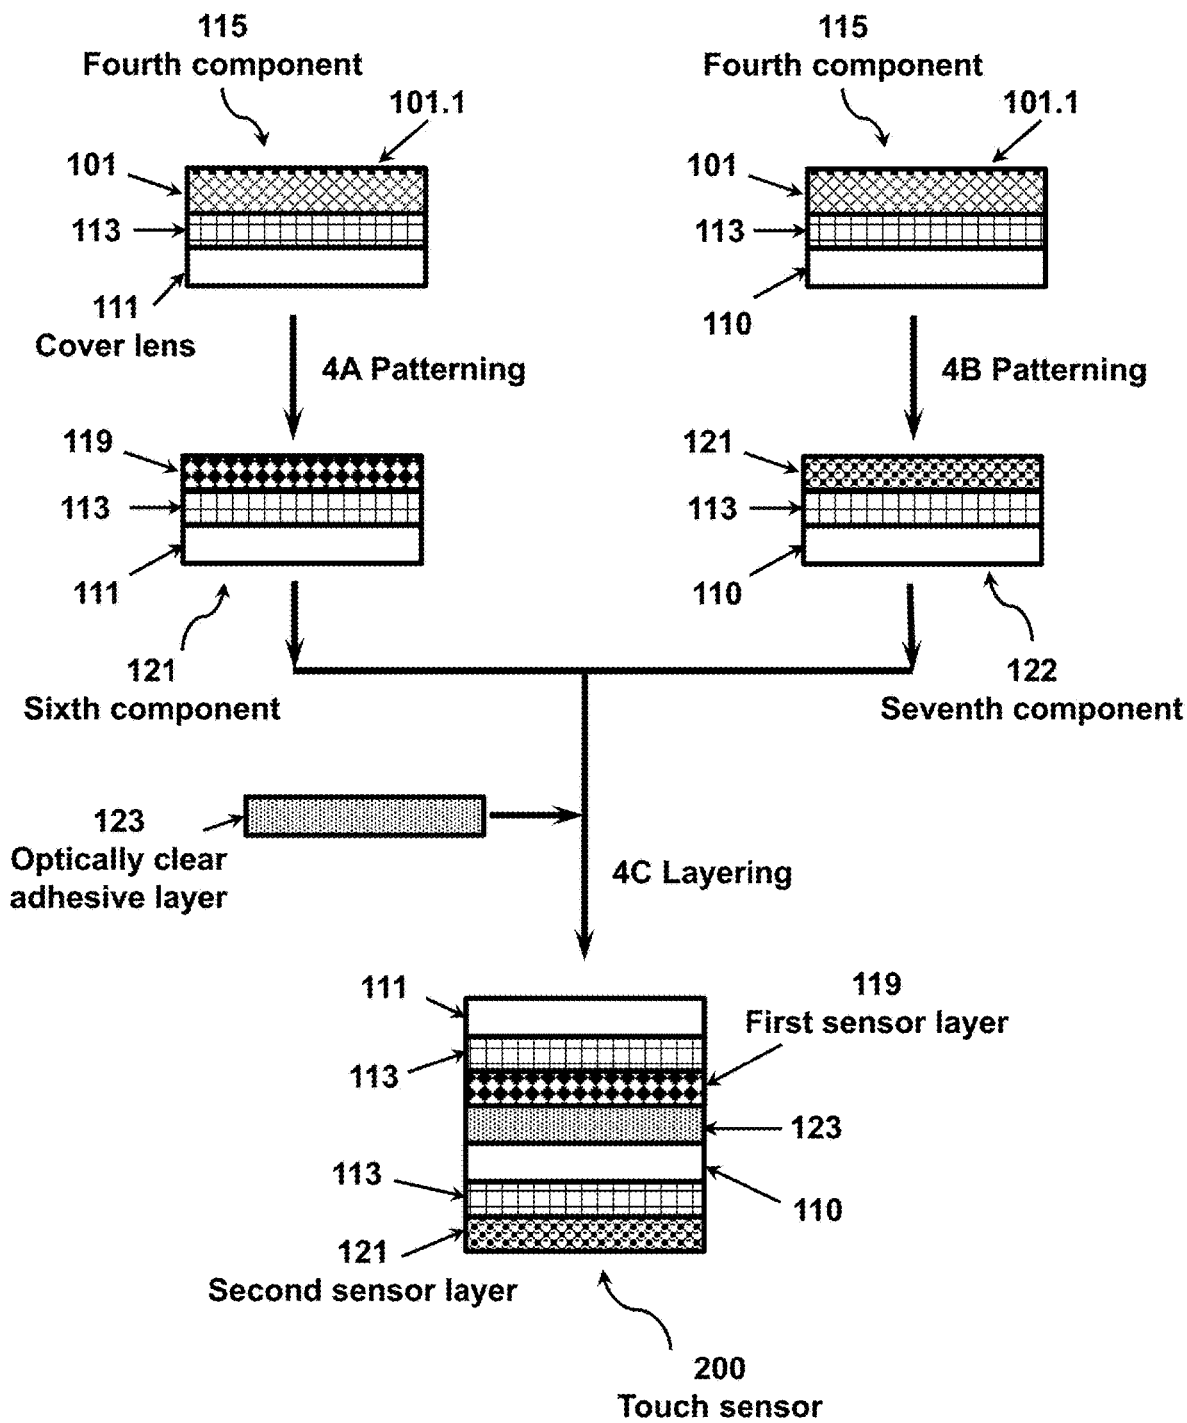 115
Fourth component
101.1
101
113
111
Cover lens
4A Patterning
115
Fourth component
101.1
101
113
110
4B Patterning
119
113
111
121
Sixth component
121
113
110
122
Seventh component
123
Optically clear
adhesive layer
4C Layering
111
113
119
First sensor layer
123
113
110
121
Second sensor layer
200
Touch sensor